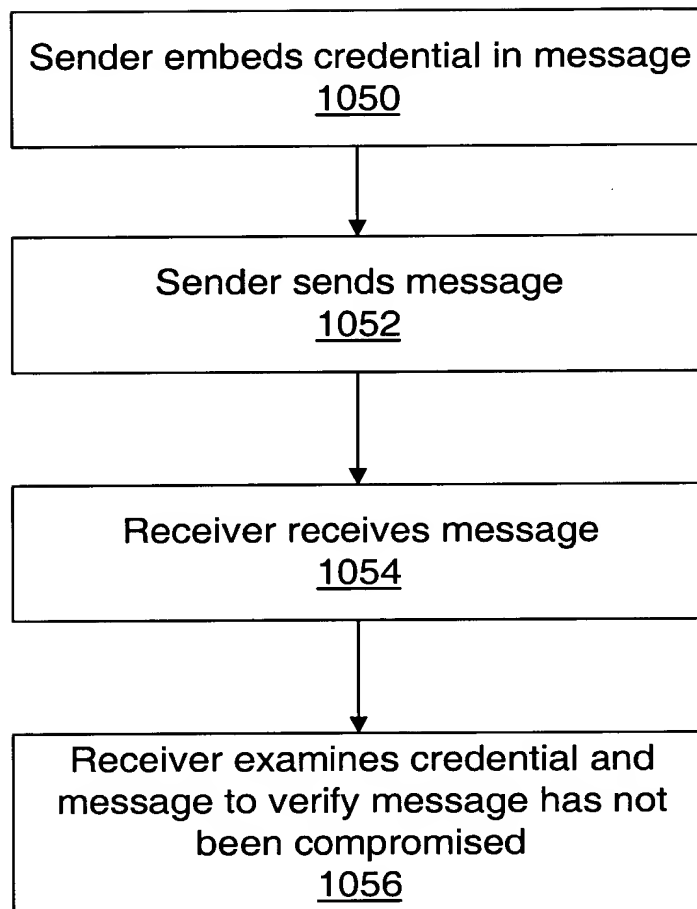 Sender embeds credential in message
1050
Sender sends message
1052
Receiver receives message
1054
Receiver examines credential and
message to verify message has not
been compromised
1056